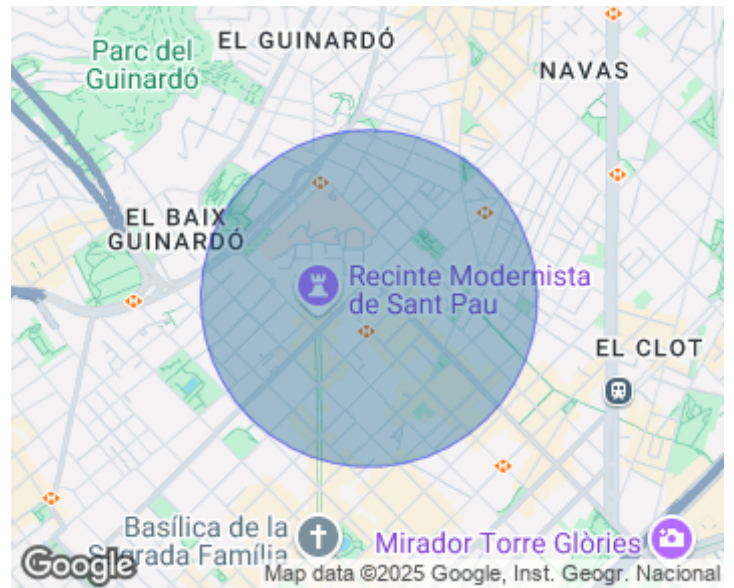 EL GUINARDÓ
Parc del
Guinardó
NAVAS
EL BAIX
GUINARDÓ
Recinte Modernista
de Sant Pau
EL CLOT
Basílica de la
Sagrada Família
Mirador Torre Glòries
Google
Map data ©2025 Google, Inst. Geogr. Nacional